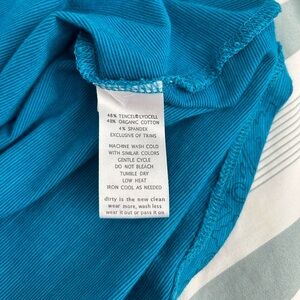 48% TENCEL®LYOCELL
48% ORGANIC COTTON
4% SPANDEX
EXCLUSIVE OF TRIMS
MACHINE WASH COLD
WITH SIMILAR COLORS
GENTLE CYCLE
DO NOT BLEACH
TUMBLE DRY
LOW HEAT
IRON COOL AS NEEDED
dirty is the new clean
wear more, wash less
wear it out or pass it on